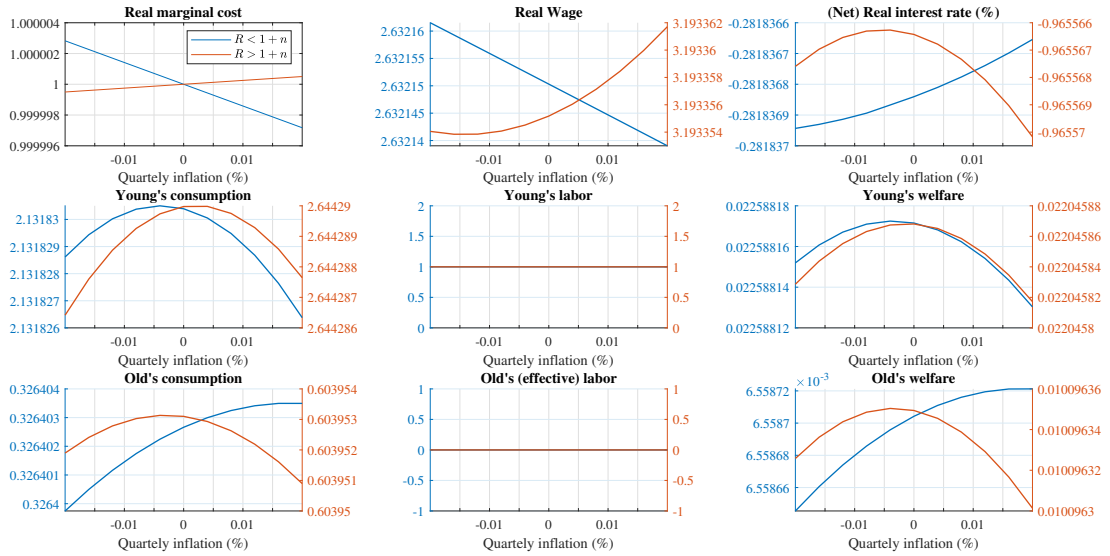 Real marginal cost
1.000004
1.000002
1
0.999998
0.999996
R < 1 + n
R > 1 + n
-0.01 0 0.01
Quartely inflation (%)
Real Wage
2.63216
2.632155
2.63215
2.632145
2.63214
3.193362
3.19336
3.193358
3.193356
3.193354
-0.01 0 0.01
Quartely inflation (%)
(Net) Real interest rate (%)
-0.2818366
-0.281367
-0.281368
-0.281369
-0.281837
-0.965566
-0.965567
-0.965568
-0.965569
-0.96557
-0.01 0 0.01
Quartely inflation (%)
Young's consumption
2.13183
2.131829
2.131828
2.131827
2.131826
2.64429
2.644289
2.644288
2.644287
2.644286
-0.01 0 0.01
Quartely inflation (%)
Young's labor
2
1.5
1
0.5
0
2
1.5
1
0.5
0
-0.01 0 0.01
Quartely inflation (%)
Young's welfare
0.02258818
0.02258816
0.02258814
0.02258812
0.0204588
0.02204586
0.02204584
0.0220482
0.0220458
-0.01 0 0.01
Quartely inflation (%)
Old's consumption
0.326404
0.326403
0.326402
0.326401
0.3264
0.603954
0.603953
0.603952
0.603951
0.60395
-0.01 0 0.01
Quartely inflation (%)
Old's (effective) labor
1
0.5
0
-0.5
-1
1
0.5
0
-0.5
-1
-0.01 0 0.01
Quartely inflation (%)
Old's welfare
×10⁻³
6.55872
6.5587
6.55868
6.55866
0.01009636
0.01009634
0.01009632
0.0100963
-0.01 0 0.01
Quartely inflation (%)